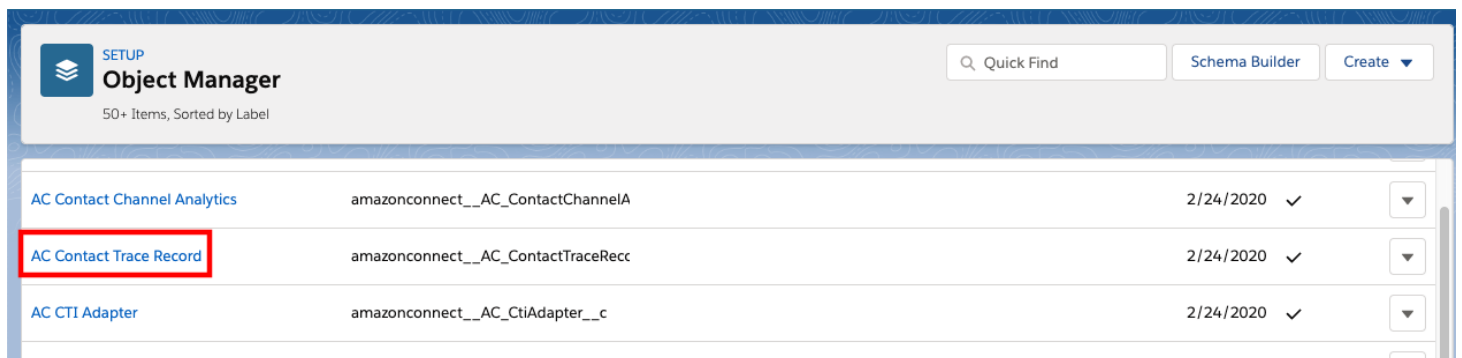 SETUP
Object Manager
50+ Items, Sorted by Label
Quick Find
Schema Builder
Create
AC Contact Channel Analytics amazonconnect__AC_ContactChannelA 2/24/2020
AC Contact Trace Record amazonconnect__AC_ContactTraceRecc 2/24/2020
AC CTI Adapter amazonconnect__AC_CtiAdapter__c 2/24/2020